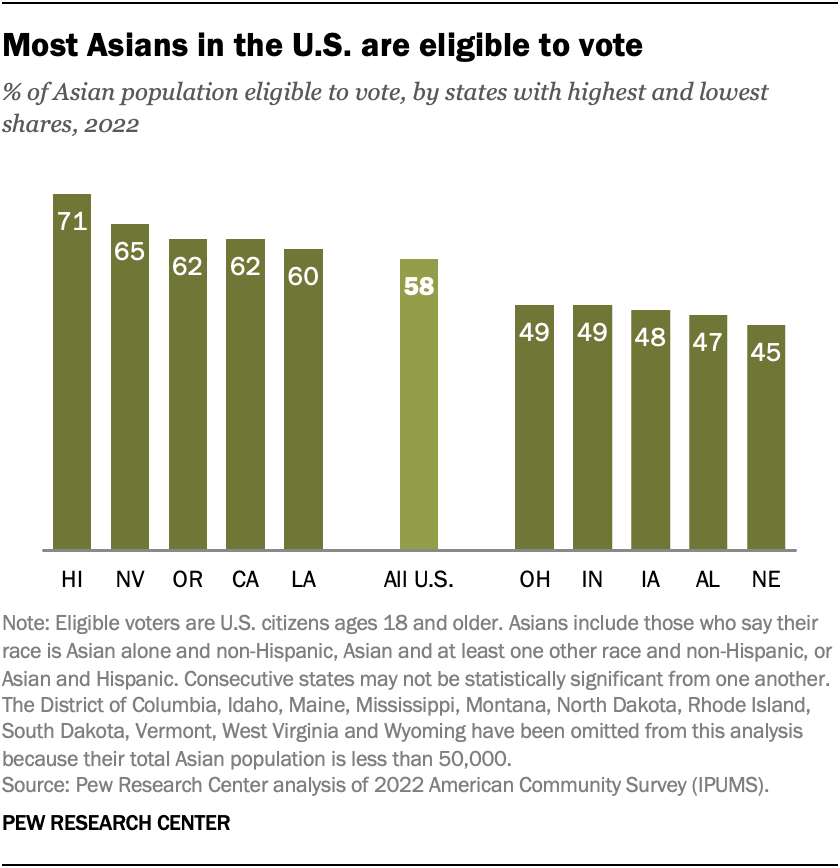 Most Asians in the U.S. are eligible to vote
% of Asian population eligible to vote, by states with highest and lowest
shares, 2022
71
65
62
62
60
58
49
49
48
47
45
HI
NV
OR
CA
LA
All U.S.
OH
IN
IA
AL
NE
Note: Eligible voters are U.S. citizens ages 18 and older. Asians include those who say their
race is Asian alone and non-Hispanic, Asian and at least one other race and non-Hispanic, or
Asian and Hispanic. Consecutive states may not be statistically significant from one another.
The District of Columbia, Idaho, Maine, Mississippi, Montana, North Dakota, Rhode Island,
South Dakota, Vermont, West Virginia and Wyoming have been omitted from this analysis
because their total Asian population is less than 50,000.
Source: Pew Research Center analysis of 2022 American Community Survey (IPUMS).
PEW RESEARCH CENTER